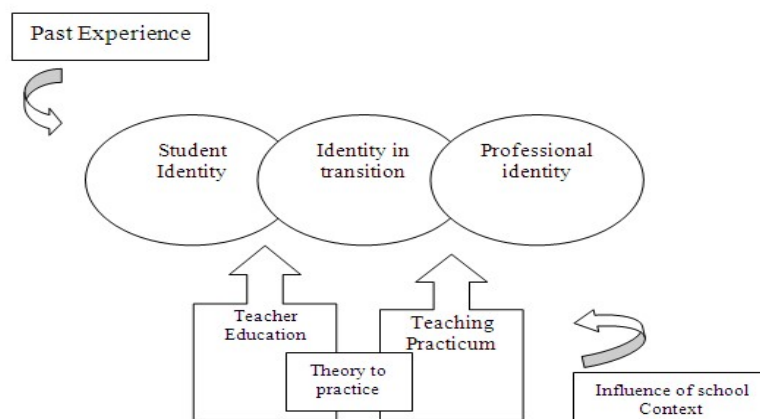 Past Experience
Student
Identity
Identity in
transition
Professional
identity
Teacher
Education
Teaching
Practicum
Theory to
practice
Influence of school
Context